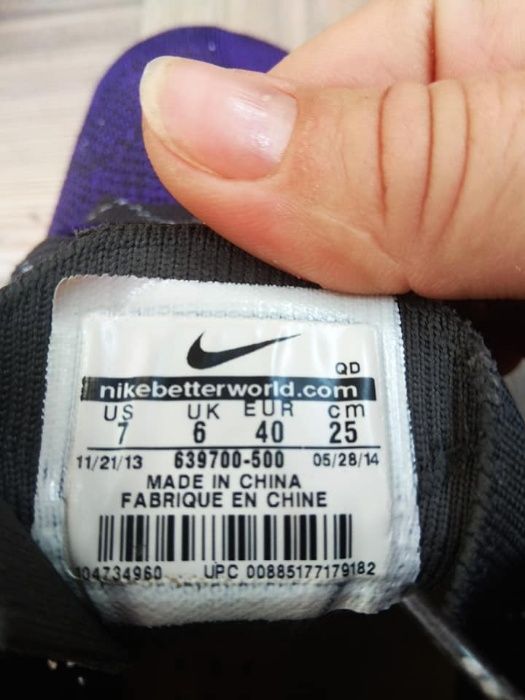 QD
nikebetterworld.com
US UK EUR cm
7 6 40 25
11/21/13 639700-500 05/28/14
MADE IN CHINA
FABRIQUE EN CHINE
04734960 UPC 00885177179182